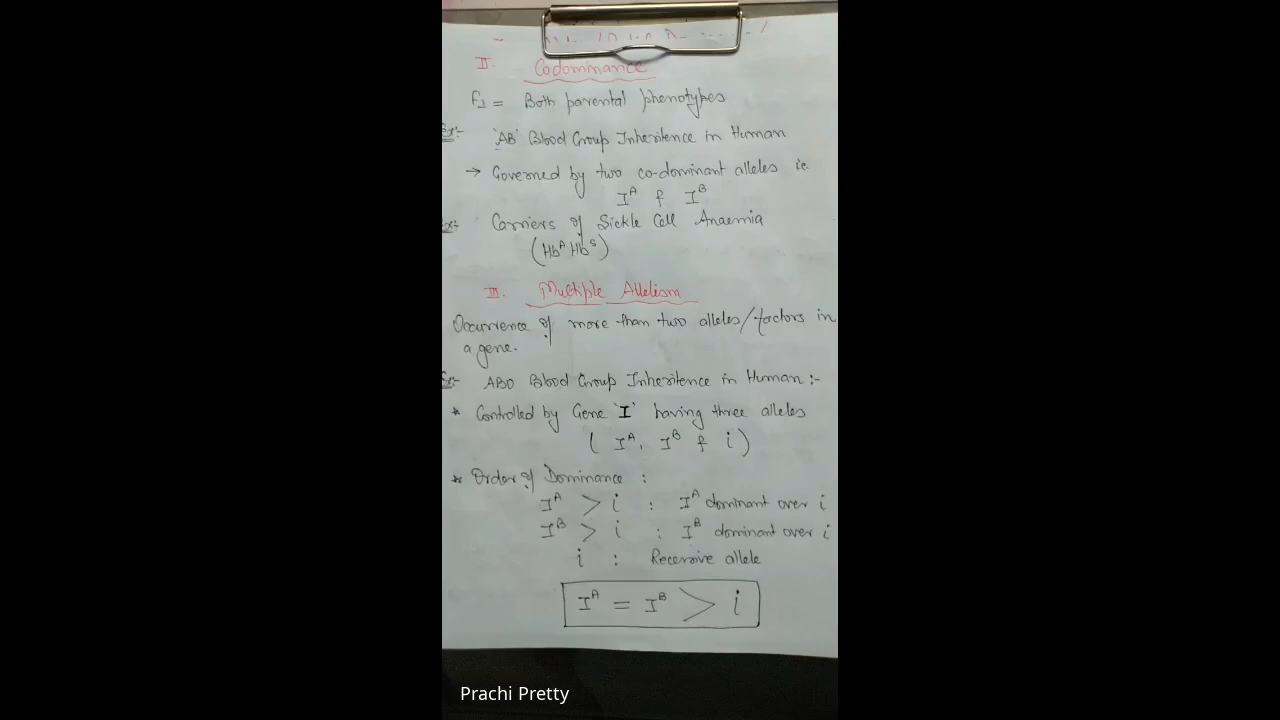 II. Codominance
F1 = Both parental phenotypes
Ex:- 'AB' Blood Group Inheritence in Human
→ Governed by two co-dominant alleles ie.
I^A & I^B
Ex:- Carriers of Sickle Cell Anaemia
(Hb^A Hb^S)
III. Multiple Allelism
Occurrence of more than two alleles/factors in
a gene.
Ex:- ABO Blood Group Inheritence in Human :-
* Controlled by Gene 'I' having three alleles
( I^A, I^B & i )
* Order of Dominance :
I^A > i : I^A dominant over i
I^B > i : I^B dominant over i
i : Recessive allele
I^A = I^B > i
Prachi Pretty